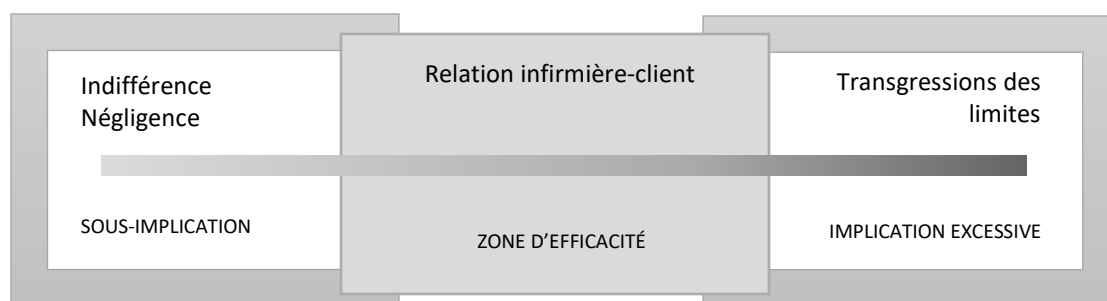 Indifférence
Négligence
SOUS-IMPLICATION
Relation infirmière-client
ZONE D'EFFICACITÉ
Transgressions des
limites
IMPLICATION EXCESSIVE